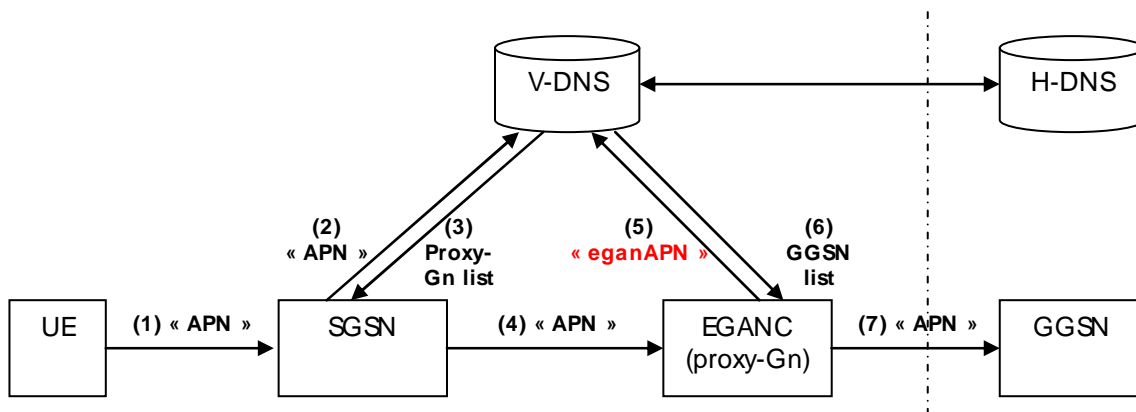 V-DNS
H-DNS
(2)
« APN »
(3)
Proxy-
Gn list
(5)
« eganAPN »
(6)
GGSN
list
UE
(1) « APN »
SGSN
(4) « APN »
EGANC
(proxy-Gn)
(7) « APN »
GGSN